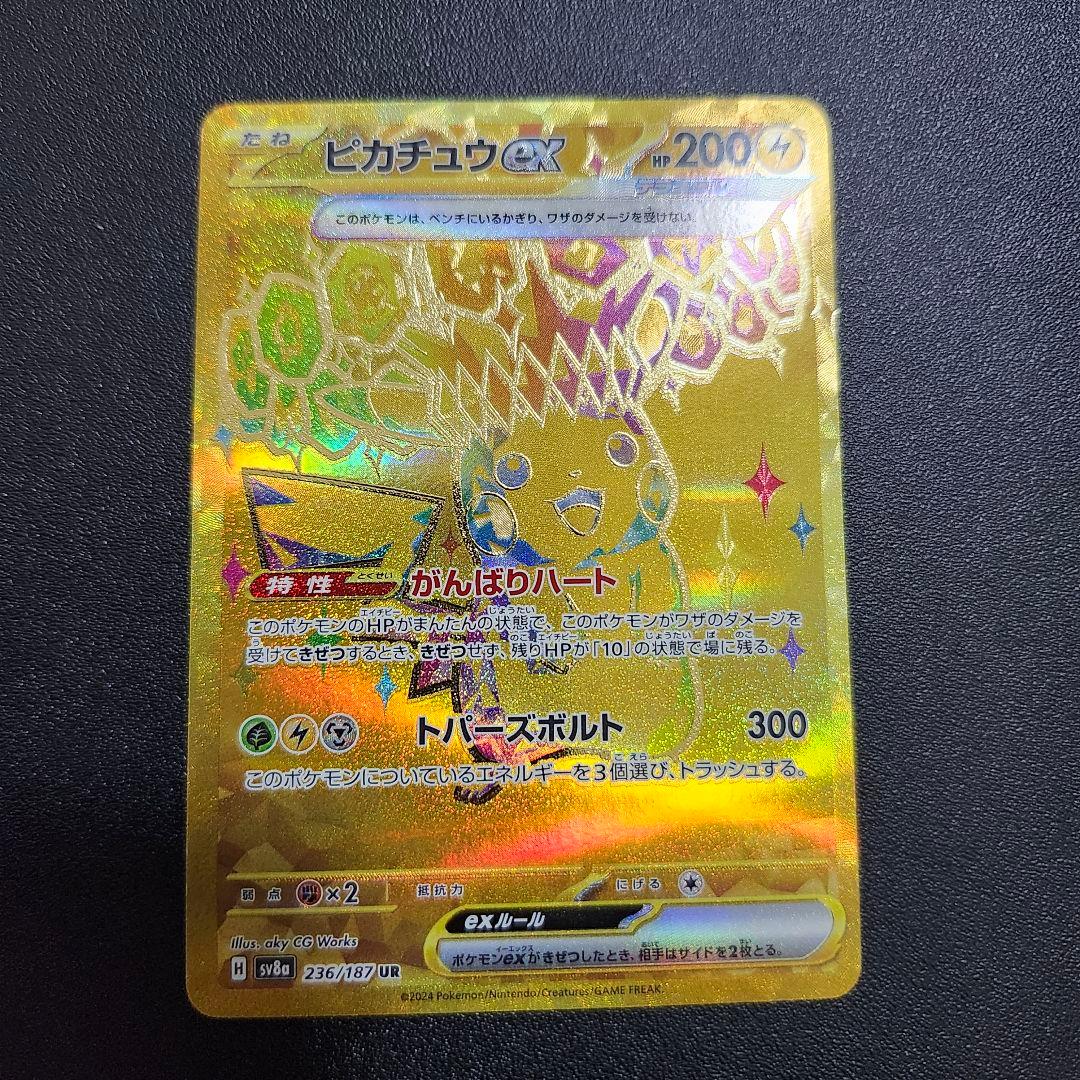 たね ピカチュウex HP200
テラスタル
このポケモンは、ベンチにいるかぎり、ワザのダメージを受けない。
特性 とくせい がんばりハート
このポケモンのHPがまんたんの状態で、このポケモンがワザのダメージを
受けてきぜつするとき、きぜつせず、残りHPが「10」の状態で場に残る。
トパーズボルト 300
このポケモンについているエネルギーを3個選び、トラッシュする。
弱点 ×2 抵抗力 にげる
exルール
ポケモンexがきぜつしたとき、相手はサイドを2枚とる。
Illus. aky CG Works
H sv8a 236/187 UR
©2024 Pokémon/Nintendo/Creatures/GAME FREAK.